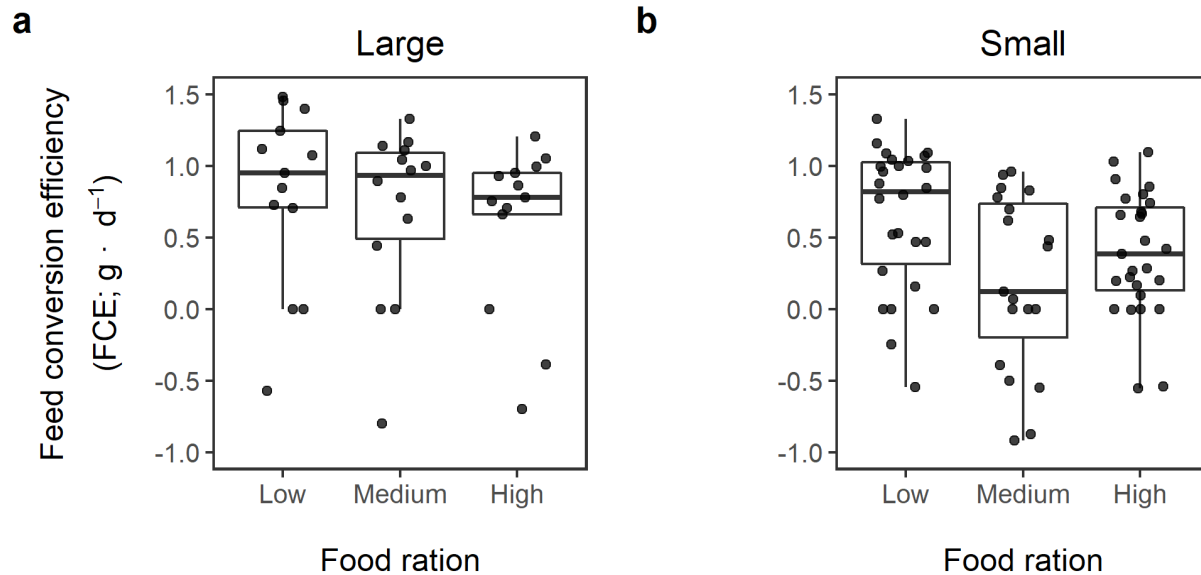 a
Large
Feed conversion efficiency
(FCE; g · d⁻¹)
1.5
1.0
0.5
0.0
-0.5
-1.0
Low Medium High
Food ration
b
Small
1.5
1.0
0.5
0.0
-0.5
-1.0
Low Medium High
Food ration